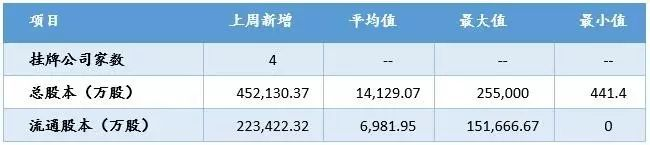 项目 上周新增 平均值 最大值 最小值
挂牌公司家数 4 -- -- --
总股本（万股） 452,130.37 14,129.07 255,000 441.4
流通股本（万股） 223,422.32 6,981.95 151,666.67 0